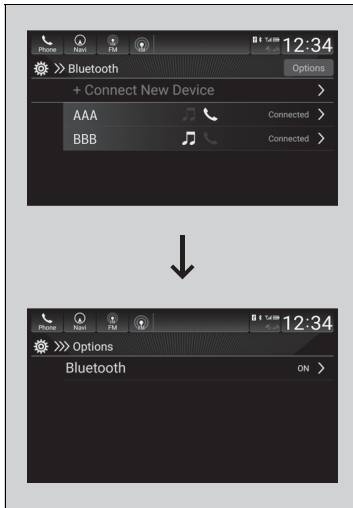 Phone Navi FM 12:34
Bluetooth Options
+ Connect New Device
AAA Connected
BBB Connected
Phone Navi FM 12:34
Options
Bluetooth ON